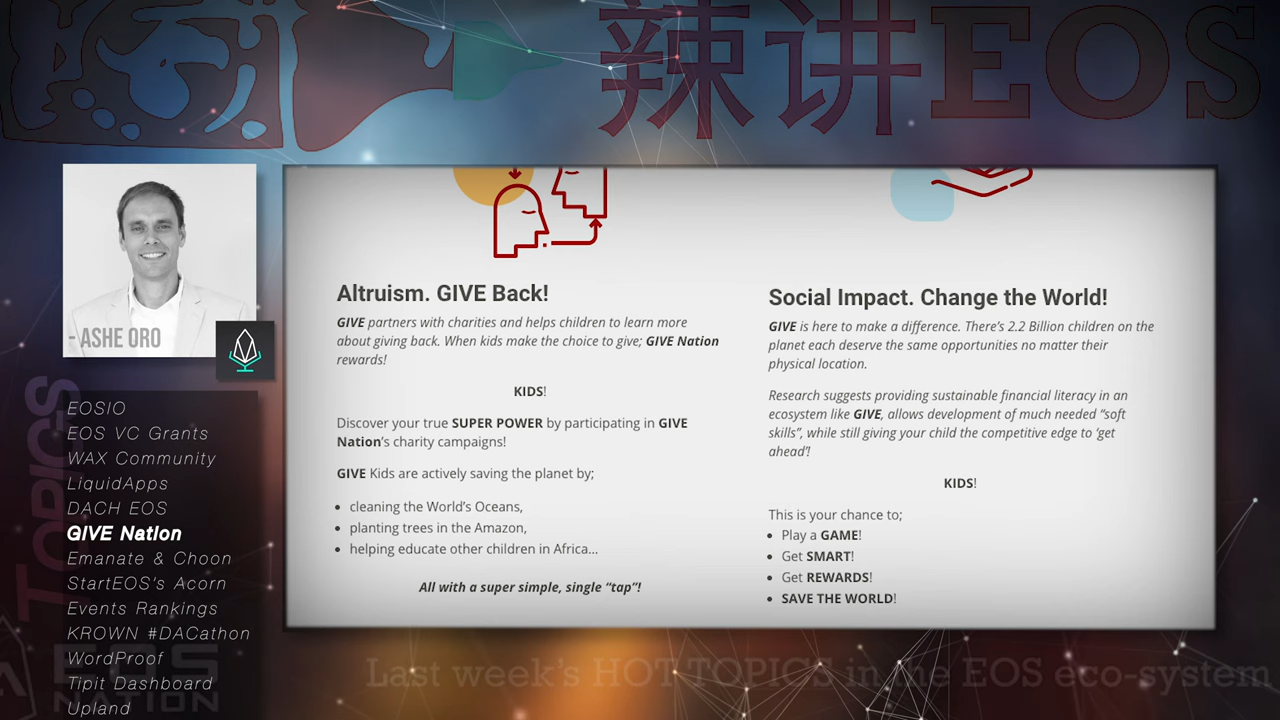 辣讲EOS
- ASHE ORO
TOPICS
EOSIO
EOS VC Grants
WAX Community
LiquidApps
DACH EOS
GIVE Nation
Emanate & Choon
StartEOS's Acorn
Events Rankings
KROWN #DACathon
WordProof
Tipit Dashboard
Upland
EOS
NATION
Altruism. GIVE Back!
GIVE partners with charities and helps children to learn more
about giving back. When kids make the choice to give; GIVE Nation
rewards!
KIDS!
Discover your true SUPER POWER by participating in GIVE
Nation's charity campaigns!
GIVE Kids are actively saving the planet by;
• cleaning the World's Oceans,
• planting trees in the Amazon,
• helping educate other children in Africa...
All with a super simple, single "tap"!
Social Impact. Change the World!
GIVE is here to make a difference. There's 2.2 Billion children on the
planet each deserve the same opportunities no matter their
physical location.
Research suggests providing sustainable financial literacy in an
ecosystem like GIVE, allows development of much needed "soft
skills", while still giving your child the competitive edge to 'get
ahead'!
KIDS!
This is your chance to;
• Play a GAME!
• Get SMART!
• Get REWARDS!
• SAVE THE WORLD!
Last week's HOT TOPICS in the EOS eco-system